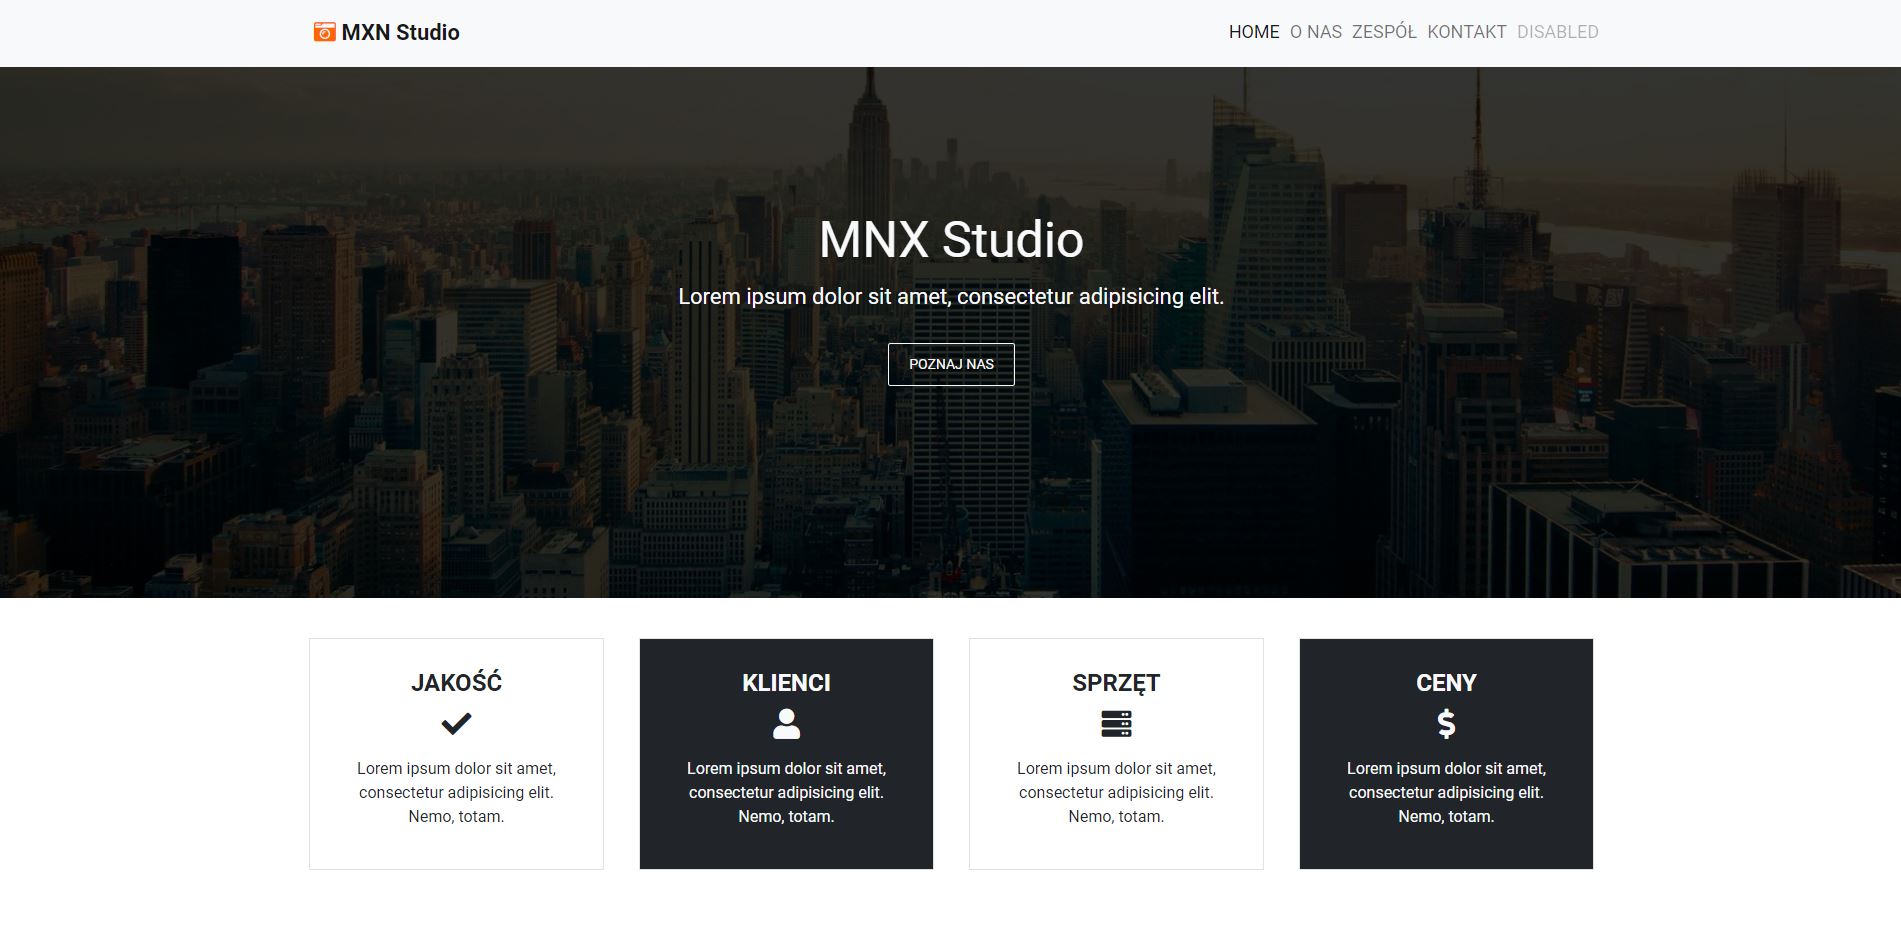 MXN Studio
HOME O NAS ZESPÓŁ KONTAKT DISABLED
MNX Studio
Lorem ipsum dolor sit amet, consectetur adipisicing elit.
POZNAJ NAS
JAKOŚĆ
Lorem ipsum dolor sit amet,
consectetur adipisicing elit.
Nemo, totam.
KLIENCI
Lorem ipsum dolor sit amet,
consectetur adipisicing elit.
Nemo, totam.
SPRZĘT
Lorem ipsum dolor sit amet,
consectetur adipisicing elit.
Nemo, totam.
CENY
Lorem ipsum dolor sit amet,
consectetur adipisicing elit.
Nemo, totam.